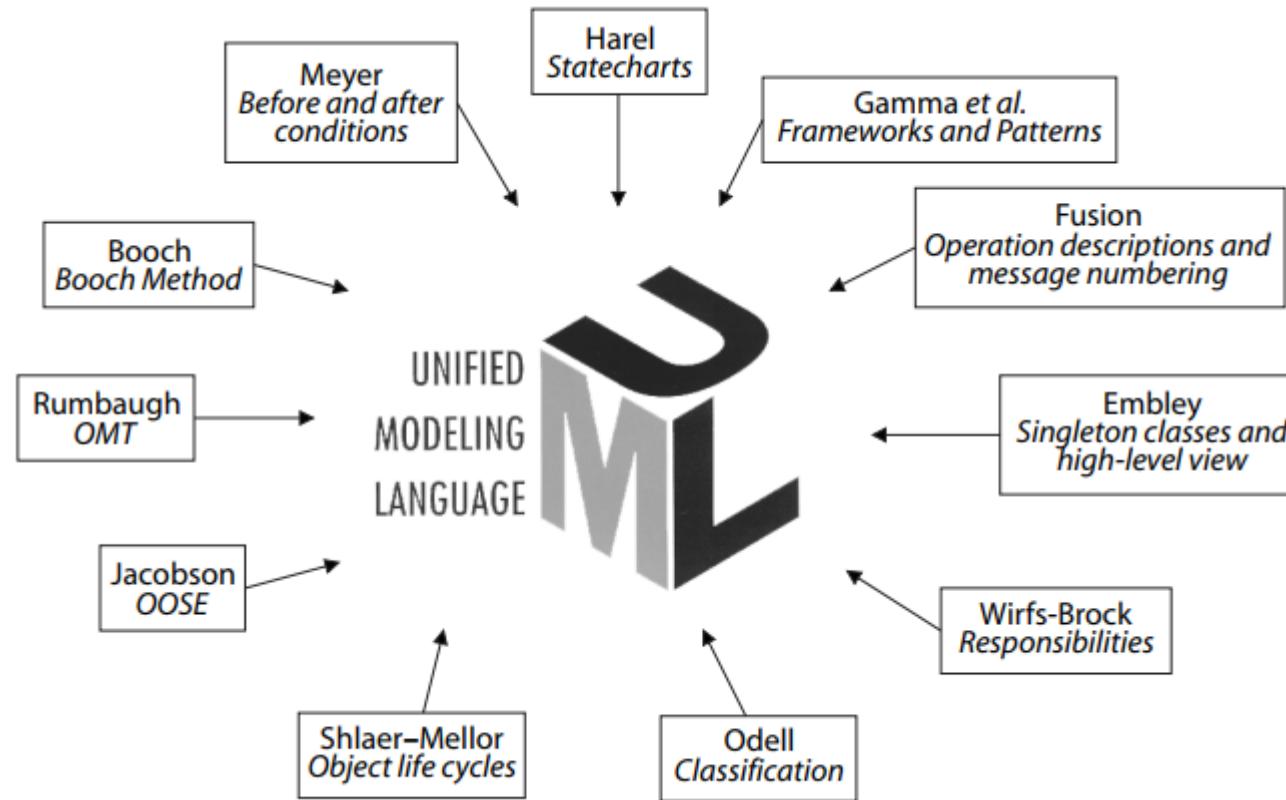 Harel
Statecharts
Meyer
Before and after
conditions
Gamma et al.
Frameworks and Patterns
Fusion
Operation descriptions and
message numbering
Booch
Booch Method
UNIFIED
MODELING
LANGUAGE
UML
Rumbaugh
OMT
Embley
Singleton classes and
high-level view
Jacobson
OOSE
Wirfs-Brock
Responsibilities
Shlaer–Mellor
Object life cycles
Odell
Classification